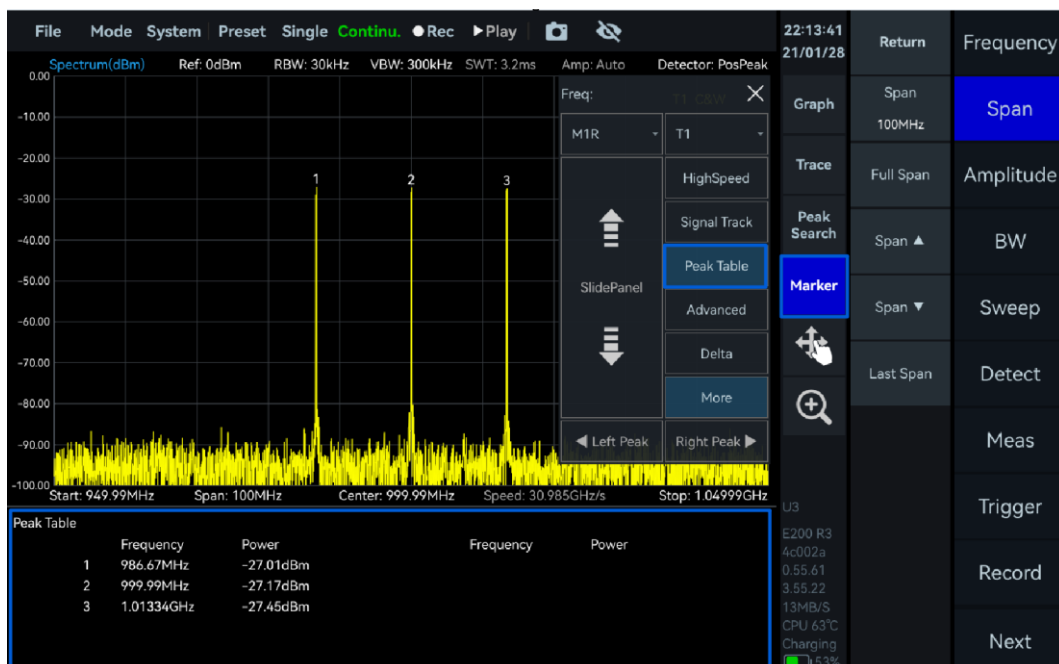 File Mode System Preset Single Continu. Rec Play
22:13:41
21/01/28
Spectrum(dBm) Ref: 0dBm RBW: 30kHz VBW: 300kHz SWT: 3.2ms Amp: Auto Detector: PosPeak
0.00
-10.00
-20.00
-30.00
-40.00
-50.00
-60.00
-70.00
-80.00
-90.00
-100.00
1 2 3
Start: 949.99MHz Span: 100MHz Center: 999.99MHz Speed: 30.985GHz/s Stop: 1.04999GHz
Freq: T1 C&W
M1R T1
HighSpeed
Signal Track
Peak Table
SlidePanel
Advanced
Delta
More
Left Peak Right Peak
Graph
Trace
Peak
Search
Marker
Return
Span
100MHz
Full Span
Span ▲
Span ▼
Last Span
Frequency
Span
Amplitude
BW
Sweep
Detect
Meas
Trigger
Record
Next
Peak Table
Frequency Power Frequency Power
1 986.67MHz -27.01dBm
2 999.99MHz -27.17dBm
3 1.01334GHz -27.45dBm
U3
E200 R3
4c002a
0.55.61
3.55.22
13MB/S
CPU 63°C
Charging
53%